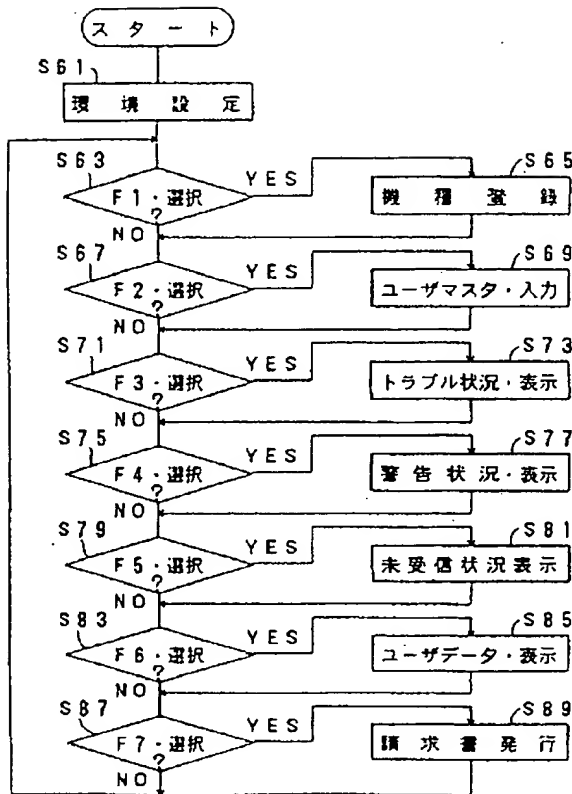 スタート
S61
環境設定
S63
F1・選択
?
YES
NO
S65
機種登録
S67
F2・選択
?
YES
NO
S69
ユーザマスタ・入力
S71
F3・選択
?
YES
NO
S73
トラブル状況・表示
S75
F4・選択
?
YES
NO
S77
警告状況・表示
S79
F5・選択
?
YES
NO
S81
未受信状況表示
S83
F6・選択
?
YES
NO
S85
ユーザデータ・表示
S87
F7・選択
?
YES
NO
S89
請求書発行